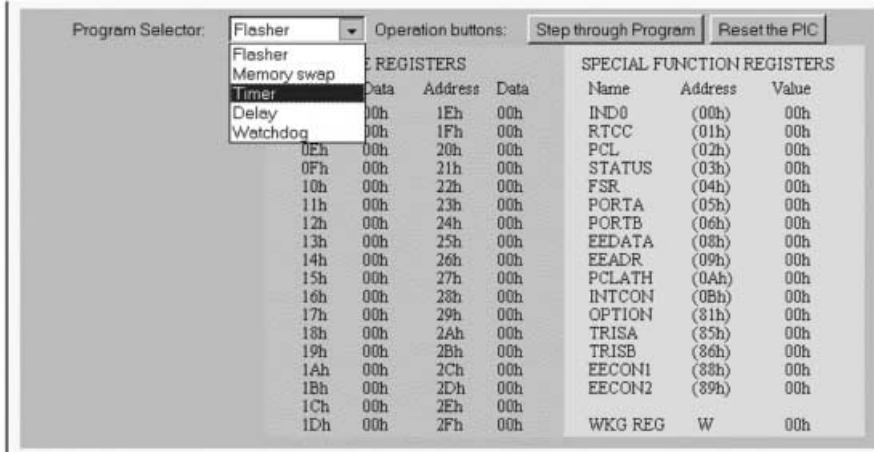 Program Selector: Flasher Operation buttons: Step through Program Reset the PIC
Flasher
Memory swap
Timer
Delay
Watchdog
E REGISTERS SPECIAL FUNCTION REGISTERS
Data Address Data Name Address Value
00h 1Eh 00h IND0 (00h) 00h
00h 1Fh 00h RTCC (01h) 00h
0Eh 00h 20h 00h PCL (02h) 00h
0Fh 00h 21h 00h STATUS (03h) 00h
10h 00h 22h 00h FSR (04h) 00h
11h 00h 23h 00h PORTA (05h) 00h
12h 00h 24h 00h PORTB (06h) 00h
13h 00h 25h 00h EEDATA (08h) 00h
14h 00h 26h 00h EEADR (09h) 00h
15h 00h 27h 00h PCLATH (0Ah) 00h
16h 00h 28h 00h INTCON (0Bh) 00h
17h 00h 29h 00h OPTION (81h) 00h
18h 00h 2Ah 00h TRISA (85h) 00h
19h 00h 2Bh 00h TRISB (86h) 00h
1Ah 00h 2Ch 00h EECON1 (88h) 00h
1Bh 00h 2Dh 00h EECON2 (89h) 00h
1Ch 00h 2Eh 00h
1Dh 00h 2Fh 00h WKG REG W 00h